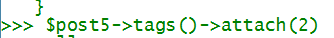 }
>>> $post5->tags()->attach(2)